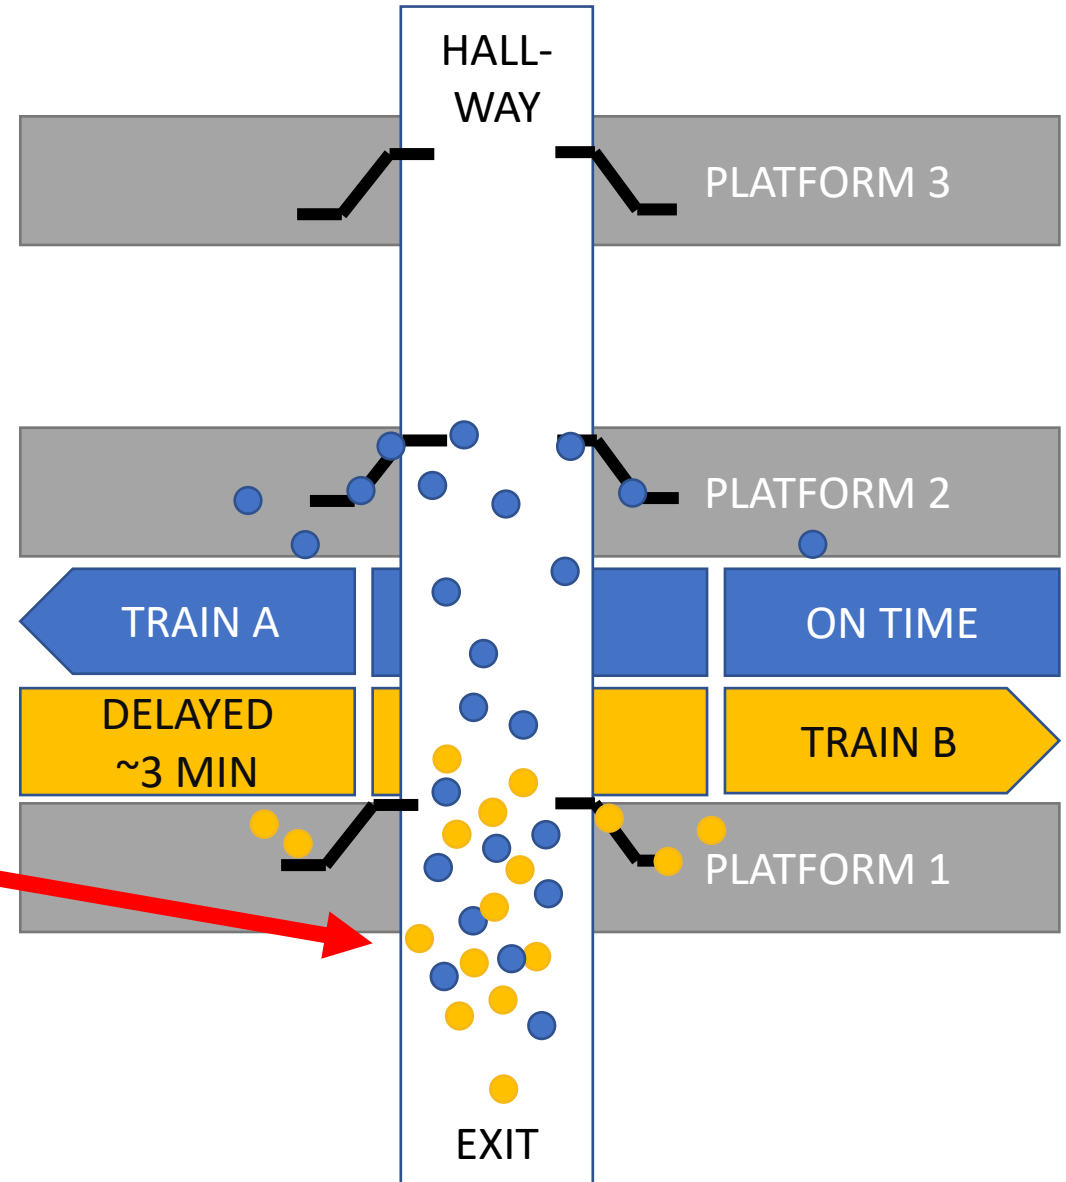 HALL-
WAY
PLATFORM 3
PLATFORM 2
TRAIN A
ON TIME
DELAYED
~3 MIN
TRAIN B
PLATFORM 1
EXIT